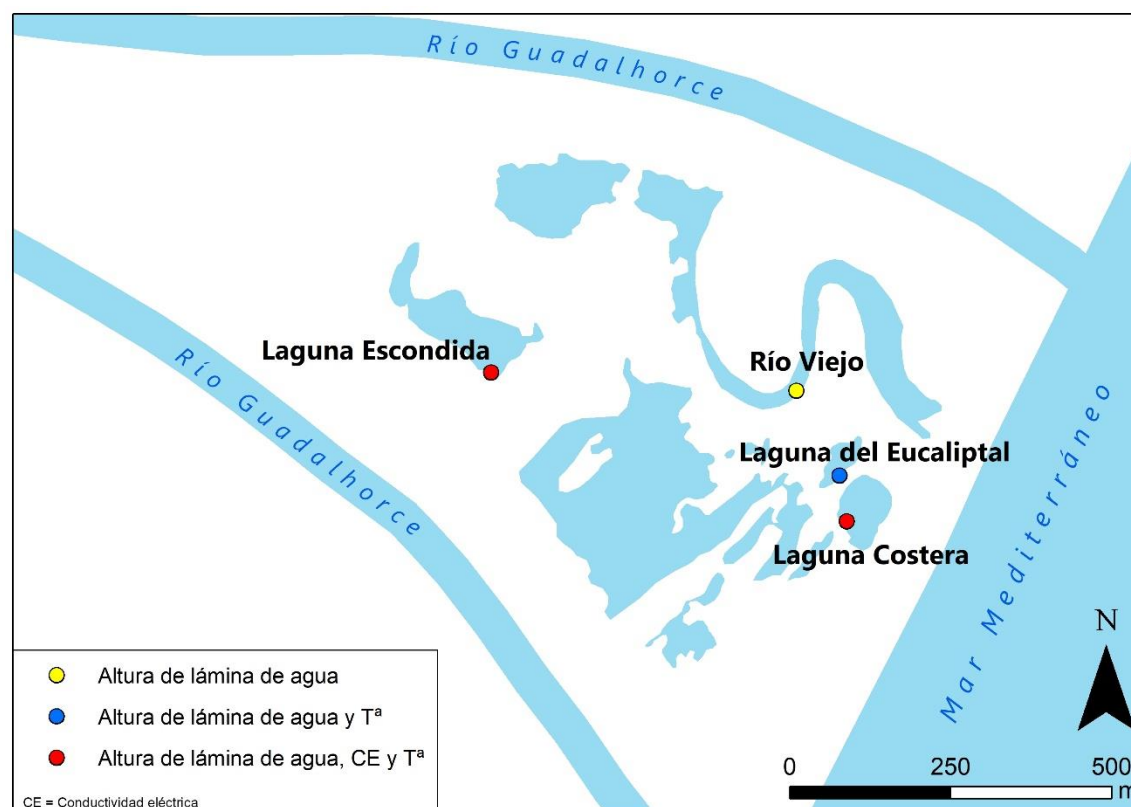 Río Guadalhorce
Laguna Escondida
Río Viejo
Río Guadalhorce
Laguna del Eucaliptal
Laguna Costera
Mar Mediterráneo
N
Altura de lámina de agua
Altura de lámina de agua y Tª
Altura de lámina de agua, CE y Tª
CE = Conductividad eléctrica
0 250 500
m